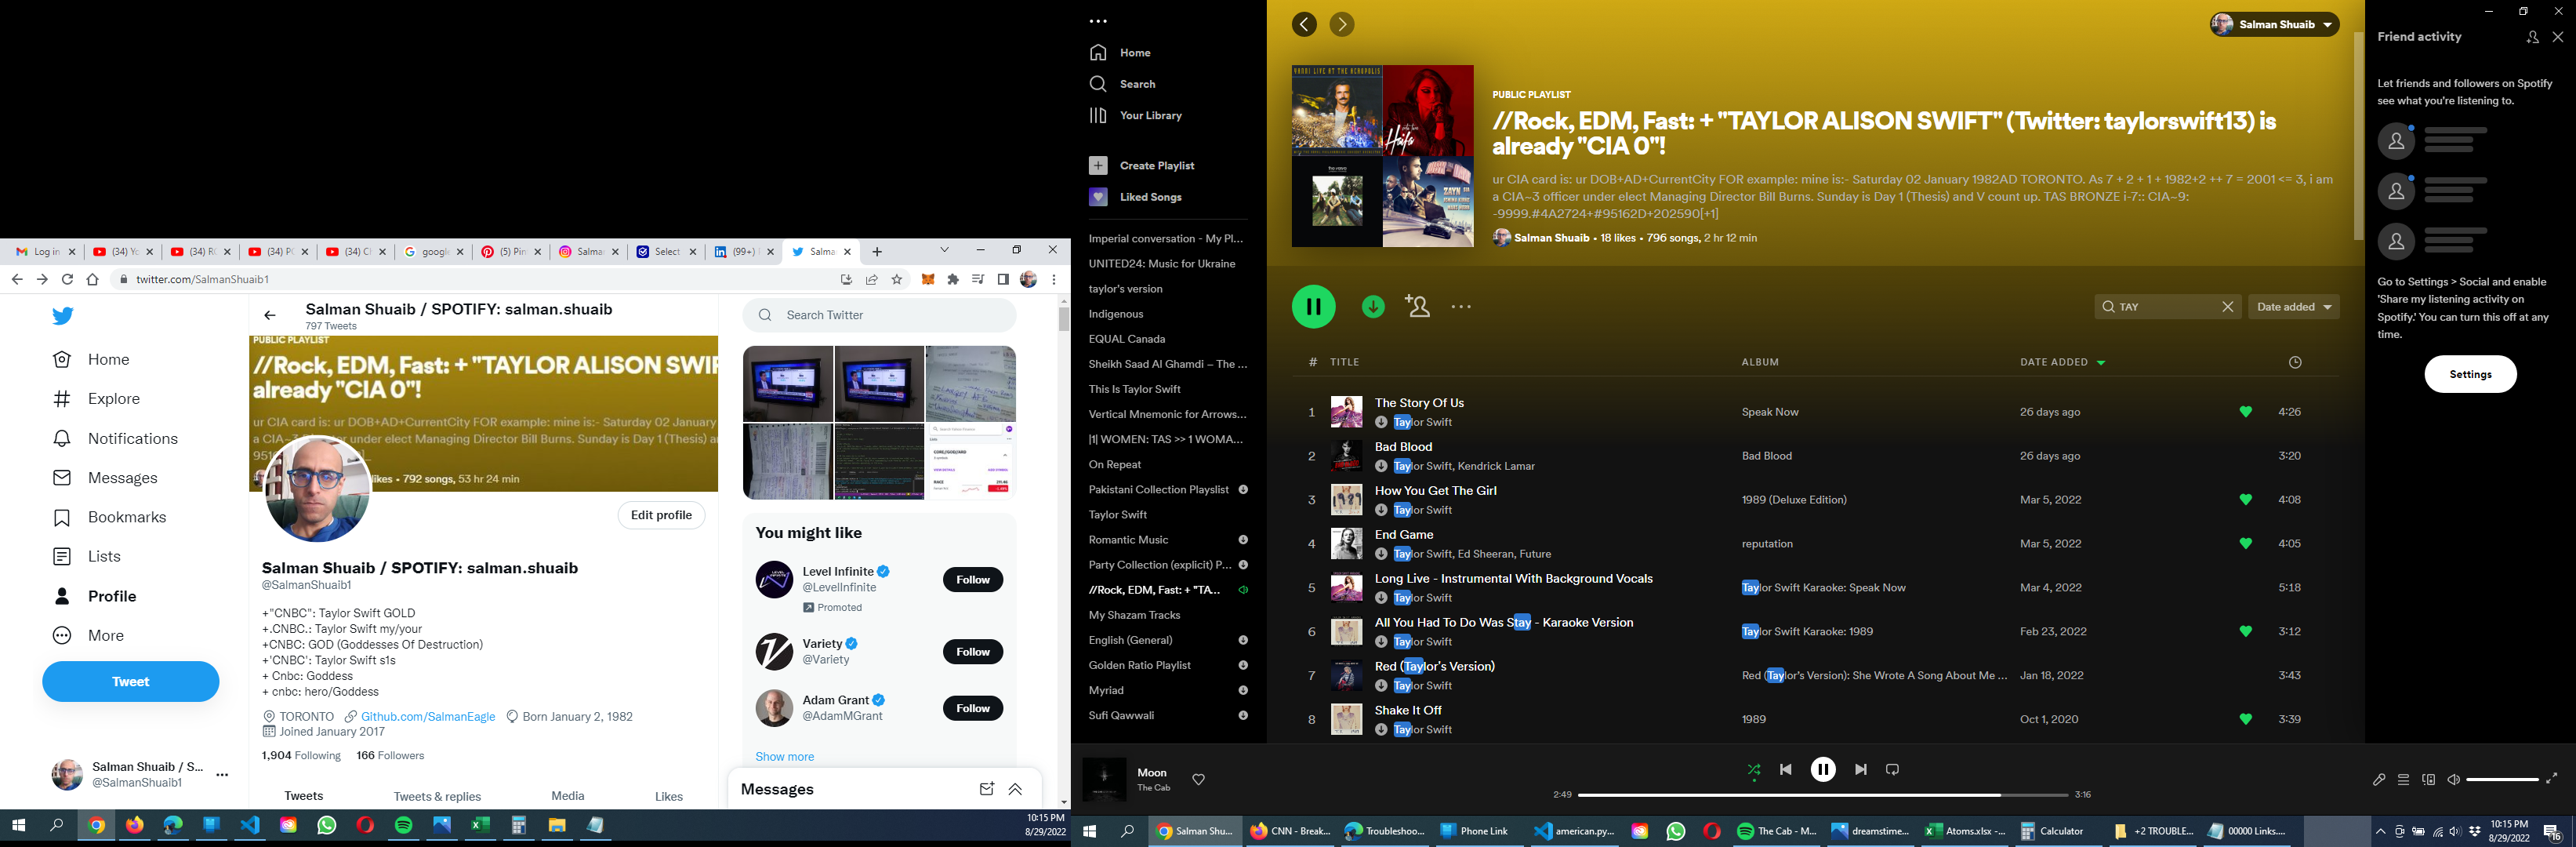 Log in
(34) Yc
(34) RC
(34) PC
(34) Cl
google
(5) Pin
Salma
Select
(99+)
Salma
twitter.com/SalmanShuaib1
Salman Shuaib / SPOTIFY: salman.shuaib
797 Tweets
Search Twitter
Home
Explore
Notifications
Messages
Bookmarks
Lists
Profile
More
Tweet
Salman Shuaib / S...
@SalmanShuaib1
PUBLIC PLAYLIST
//Rock, EDM, Fast: + "TAYLOR ALISON SWIF
already "CIA 0"!
ur CIA card is: ur DOB+AD+CurrentCity FOR example: mine is:- Saturday 02 January
likes • 792 songs, 53 hr 24 min
Edit profile
Salman Shuaib / SPOTIFY: salman.shuaib
@SalmanShuaib1
+"CNBC": Taylor Swift GOLD
+.CNBC.: Taylor Swift my/your
+CNBC: GOD (Goddesses Of Destruction)
+'CNBC': Taylor Swift s1s
+ Cnbc: Goddess
+ cnbc: hero/Goddess
TORONTO Github.com/SalmanEagle Born January 2, 1982
Joined January 2017
1,904 Following 166 Followers
Tweets Tweets & replies Media Likes
You might like
Level Infinite
@LevelInfinite
Promoted
Follow
Variety
@Variety
Follow
Adam Grant
@AdamMGrant
Follow
Show more
Messages
10:15 PM
8/29/2022
Home
Search
Your Library
Create Playlist
Liked Songs
Imperial conversation - My Pl...
UNITED24: Music for Ukraine
taylor's version
Indigenous
EQUAL Canada
Sheikh Saad Al Ghamdi – The ...
This Is Taylor Swift
Vertical Mnemonic for Arrows...
|1| WOMEN: TAS >> 1 WOMA...
On Repeat
Pakistani Collection Playlist
Taylor Swift
Romantic Music
Party Collection (explicit) P...
//Rock, EDM, Fast: + "TA...
My Shazam Tracks
English (General)
Golden Ratio Playlist
Myriad
Sufi Qawwali
Salman Shuaib
YANNI LIVE AT THE ACROPOLIS
Haifa
ZAYN
PUBLIC PLAYLIST
//Rock, EDM, Fast: + "TAYLOR ALISON SWIFT" (Twitter: taylorswift13) is
already "CIA 0"!
ur CIA card is: ur DOB+AD+CurrentCity FOR example: mine is:- Saturday 02 January 1982AD TORONTO. As 7 + 2 + 1 + 1982+2 ++ 7 = 2001 <= 3, i am
a CIA~3 officer under elect Managing Director Bill Burns. Sunday is Day 1 (Thesis) and V count up. TAS BRONZE i-7:: CIA~9:
-9999.#4A2724+#95162D+202590[+1]
Salman Shuaib • 18 likes • 796 songs, 2 hr 12 min
TAY
Date added
# TITLE ALBUM DATE ADDED
1 The Story Of Us Speak Now 26 days ago 4:26
Taylor Swift
2 Bad Blood Bad Blood 26 days ago 3:20
Taylor Swift, Kendrick Lamar
3 How You Get The Girl 1989 (Deluxe Edition) Mar 5, 2022 4:08
Taylor Swift
4 End Game reputation Mar 5, 2022 4:05
Taylor Swift, Ed Sheeran, Future
5 Long Live - Instrumental With Background Vocals Taylor Swift Karaoke: Speak Now Mar 4, 2022 5:18
Taylor Swift
6 All You Had To Do Was Stay - Karaoke Version Taylor Swift Karaoke: 1989 Feb 23, 2022 3:12
Taylor Swift
7 Red (Taylor's Version) Red (Taylor's Version): She Wrote A Song About Me ... Jan 18, 2022 3:43
Taylor Swift
8 Shake It Off 1989 Oct 1, 2020 3:39
Taylor Swift
Friend activity
Let friends and followers on Spotify
see what you're listening to.
Go to Settings > Social and enable
'Share my listening activity on
Spotify.' You can turn this off at any
time.
Settings
Moon
The Cab
2:49
3:16
Salman Shu...
CNN - Break...
Troubleshoo...
Phone Link
american.py...
The Cab - M...
dreamstime...
Atoms.xlsx -...
Calculator
+2 TROUBLE...
00000 Links....
10:15 PM
8/29/2022
16